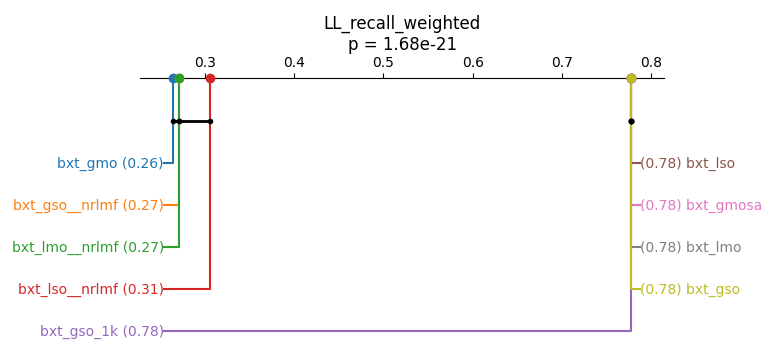 LL_recall_weighted
p = 1.68e-21
0.3 0.4 0.5 0.6 0.7 0.8
bxt_gmo (0.26)
(0.78) bxt_lso
bxt_gso__nrlmf (0.27)
(0.78) bxt_gmosa
bxt_lmo__nrlmf (0.27)
(0.78) bxt_lmo
bxt_lso__nrlmf (0.31)
(0.78) bxt_gso
bxt_gso_1k (0.78)